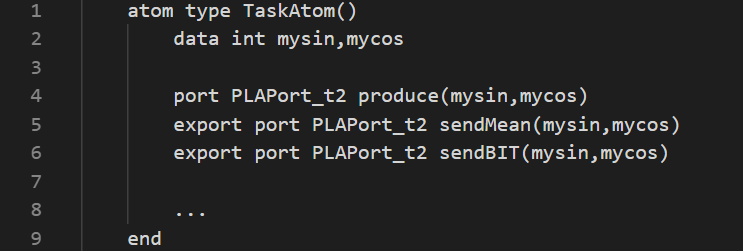 1 atom type TaskAtom()
2 data int mysin,mycos
3
4 port PLAPort_t2 produce(mysin,mycos)
5 export port PLAPort_t2 sendMean(mysin,mycos)
6 export port PLAPort_t2 sendBIT(mysin,mycos)
7
8 ...
9 end